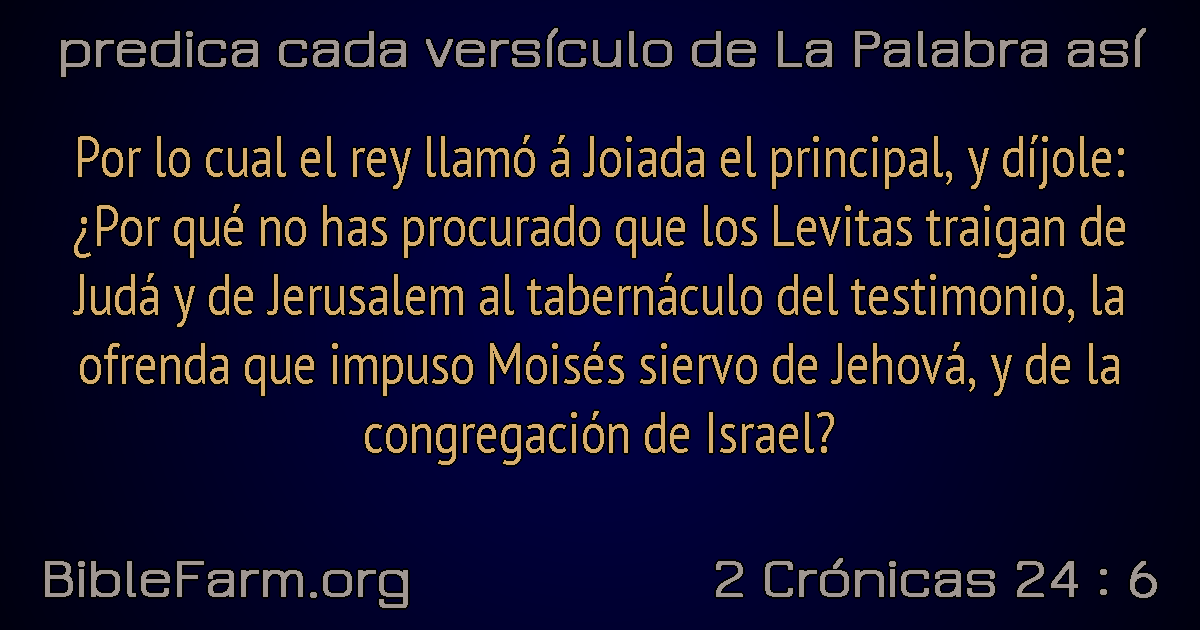 predica cada versículo de La Palabra así
Por lo cual el rey llamó á Joiada el principal, y díjole:
¿Por qué no has procurado que los Levitas traigan de
Judá y de Jerusalem al tabernáculo del testimonio, la
ofrenda que impuso Moisés siervo de Jehová, y de la
congregación de Israel?
BibleFarm.org
2 Crónicas 24 : 6